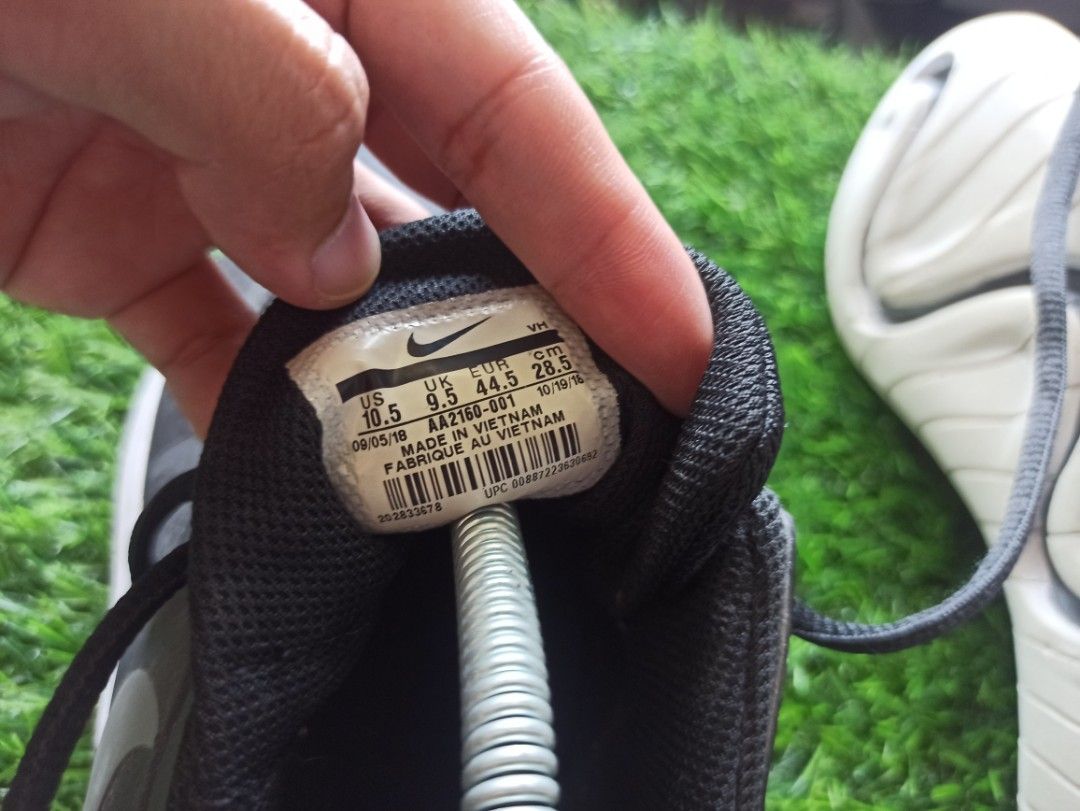 VH
US UK EUR cm
10.5 9.5 44.5 28.5
09/05/18 AA2160-001 10/19/18
MADE IN VIETNAM
FABRIQUE AU VIETNAM
202833678 UPC 00887223630692